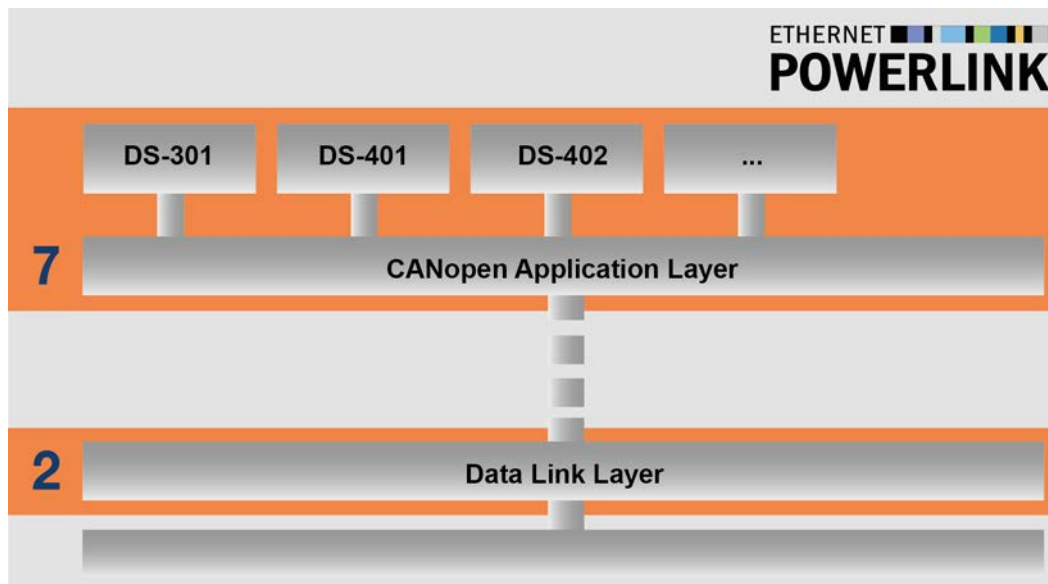 ETHERNET
POWERLINK
DS-301
DS-401
DS-402
...
7
CANopen Application Layer
2
Data Link Layer